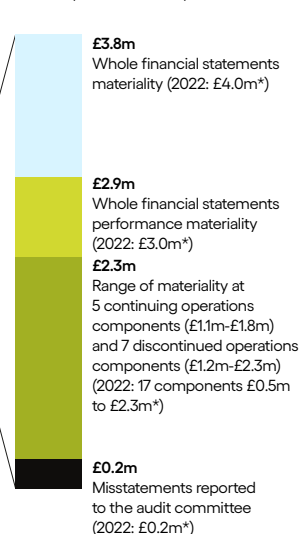 £3.8m
Whole financial statements
materiality (2022: £4.0m*)
£2.9m
Whole financial statements
performance materiality
(2022: £3.0m*)
£2.3m
Range of materiality at
5 continuing operations
components (£1.1m-£1.8m)
and 7 discontinued operations
components (£1.2m-£2.3m)
(2022: 17 components £0.5m
to £2.3m*)
£0.2m
Misstatements reported
to the audit committee
(2022: £0.2m*)